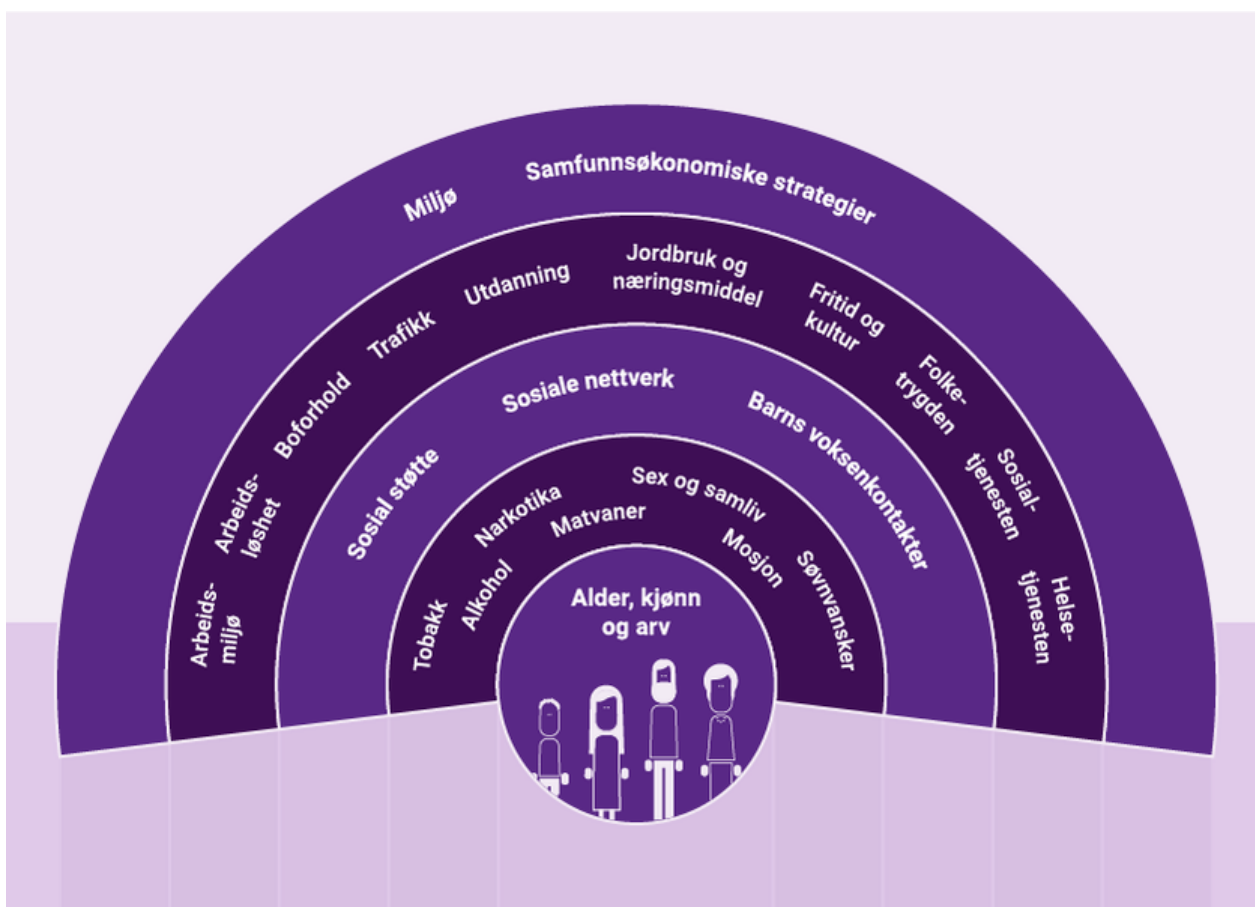 Miljø
Samfunnsøkonomiske strategier
Arbeids-
miljø
Arbeids-
løshet
Boforhold
Trafikk
Utdanning
Jordbruk og
næringsmiddel
Fritid og
kultur
Folke-
trygden
Sosial-
tjenesten
Helse-
tjenesten
Sosial støtte
Sosiale nettverk
Barns voksenkontakter
Tobakk
Alkohol
Narkotika
Matvaner
Sex og samliv
Mosjon
Søvnvansker
Alder, kjønn
og arv